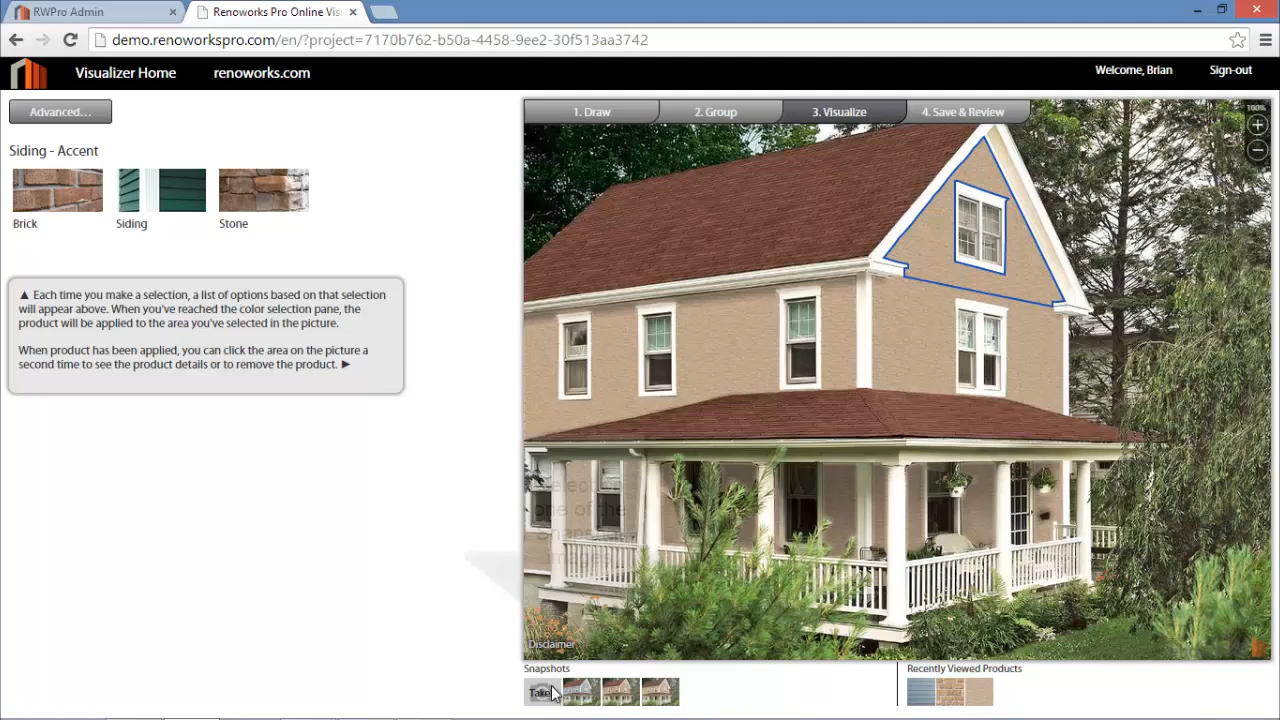 RWPro Admin
Renoworks Pro Online Vis
demo.renoworkspro.com/en/?project=7170b762-b50a-4458-9ee2-30f513aa3742
Visualizer Home
renoworks.com
Welcome, Brian
Sign-out
Advanced...
1. Draw
2. Group
3. Visualize
4. Save & Review
100%
Siding - Accent
Brick
Siding
Stone
▲ Each time you make a selection, a list of options based on that selection
will appear above. When you've reached the color selection pane, the
product will be applied to the area you've selected in the picture.
When product has been applied, you can click the area on the picture a
second time to see the product details or to remove the product. ►
one of the
Disclaimer
Snapshots
Recently Viewed Products
Take